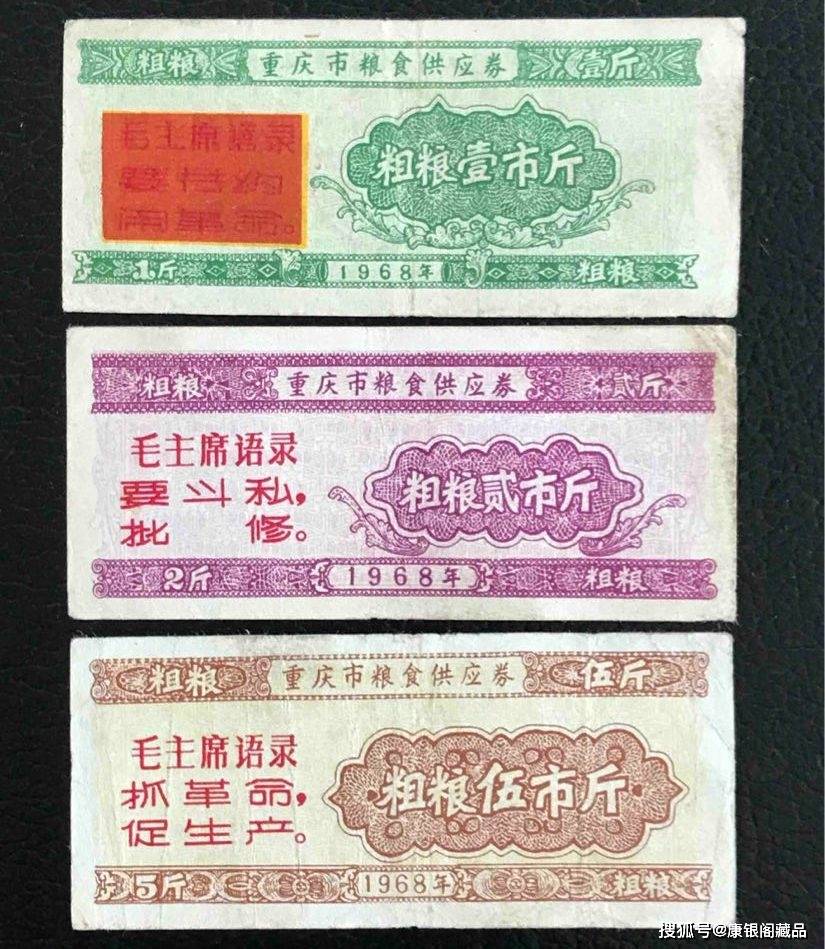 粗粮 重庆市粮食供应券 壹斤
毛主席语录
要节约
闹革命。
粗粮壹市斤
1斤 1968年 粗粮
粗粮 重庆市粮食供应券 贰斤
毛主席语录
要斗私,
批修。
粗粮贰市斤
2斤 1968年 粗粮
粗粮 重庆市粮食供应券 伍斤
毛主席语录
抓革命,
促生产。
粗粮伍市斤
5斤 1968年 粗粮
搜狐号@康银阁藏品